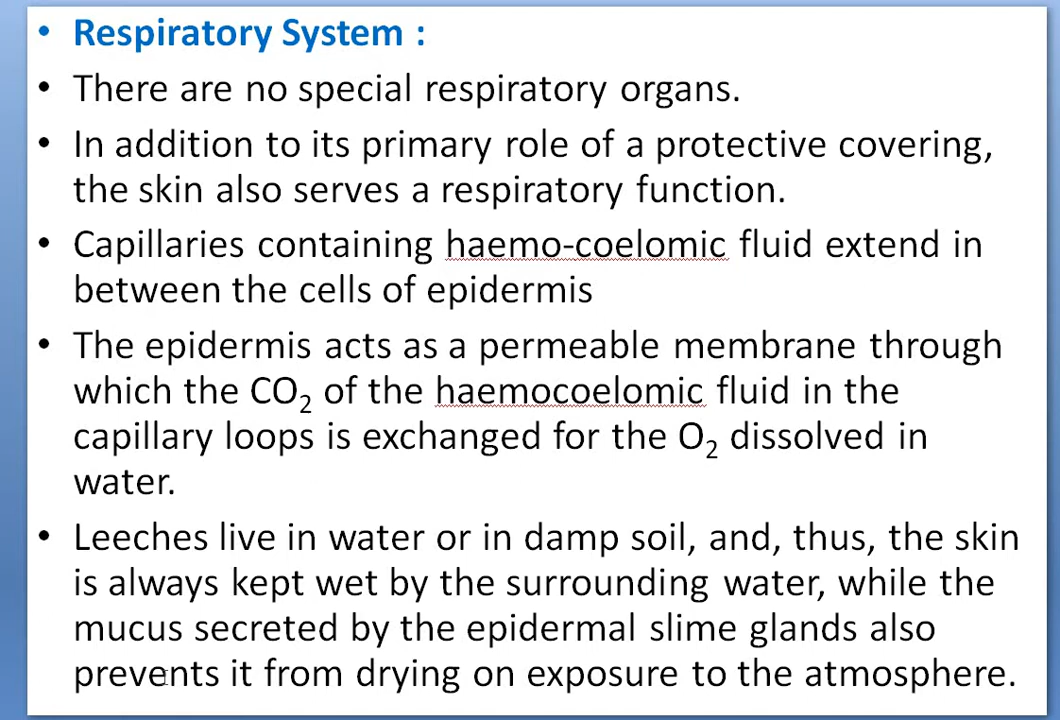 • Respiratory System :
• There are no special respiratory organs.
• In addition to its primary role of a protective covering,
the skin also serves a respiratory function.
• Capillaries containing haemo-coelomic fluid extend in
between the cells of epidermis
• The epidermis acts as a permeable membrane through
which the CO₂ of the haemocoelomic fluid in the
capillary loops is exchanged for the O₂ dissolved in
water.
• Leeches live in water or in damp soil, and, thus, the skin
is always kept wet by the surrounding water, while the
mucus secreted by the epidermal slime glands also
prevents it from drying on exposure to the atmosphere.